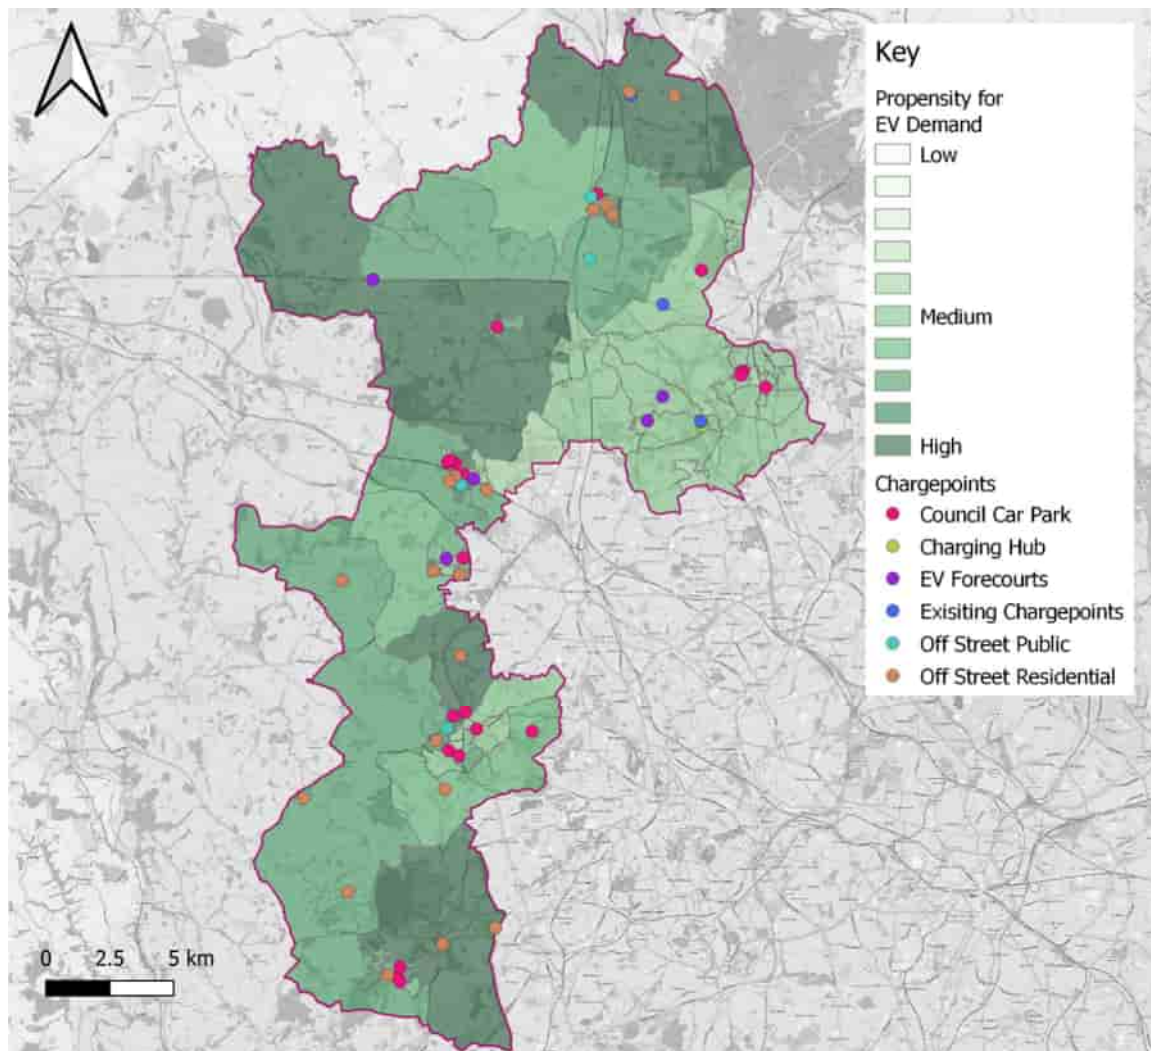 Key
Propensity for
EV Demand
Low
Medium
High
Chargepoints
Council Car Park
Charging Hub
EV Forecourts
Exisiting Chargepoints
Off Street Public
Off Street Residential
0 2.5 5 km